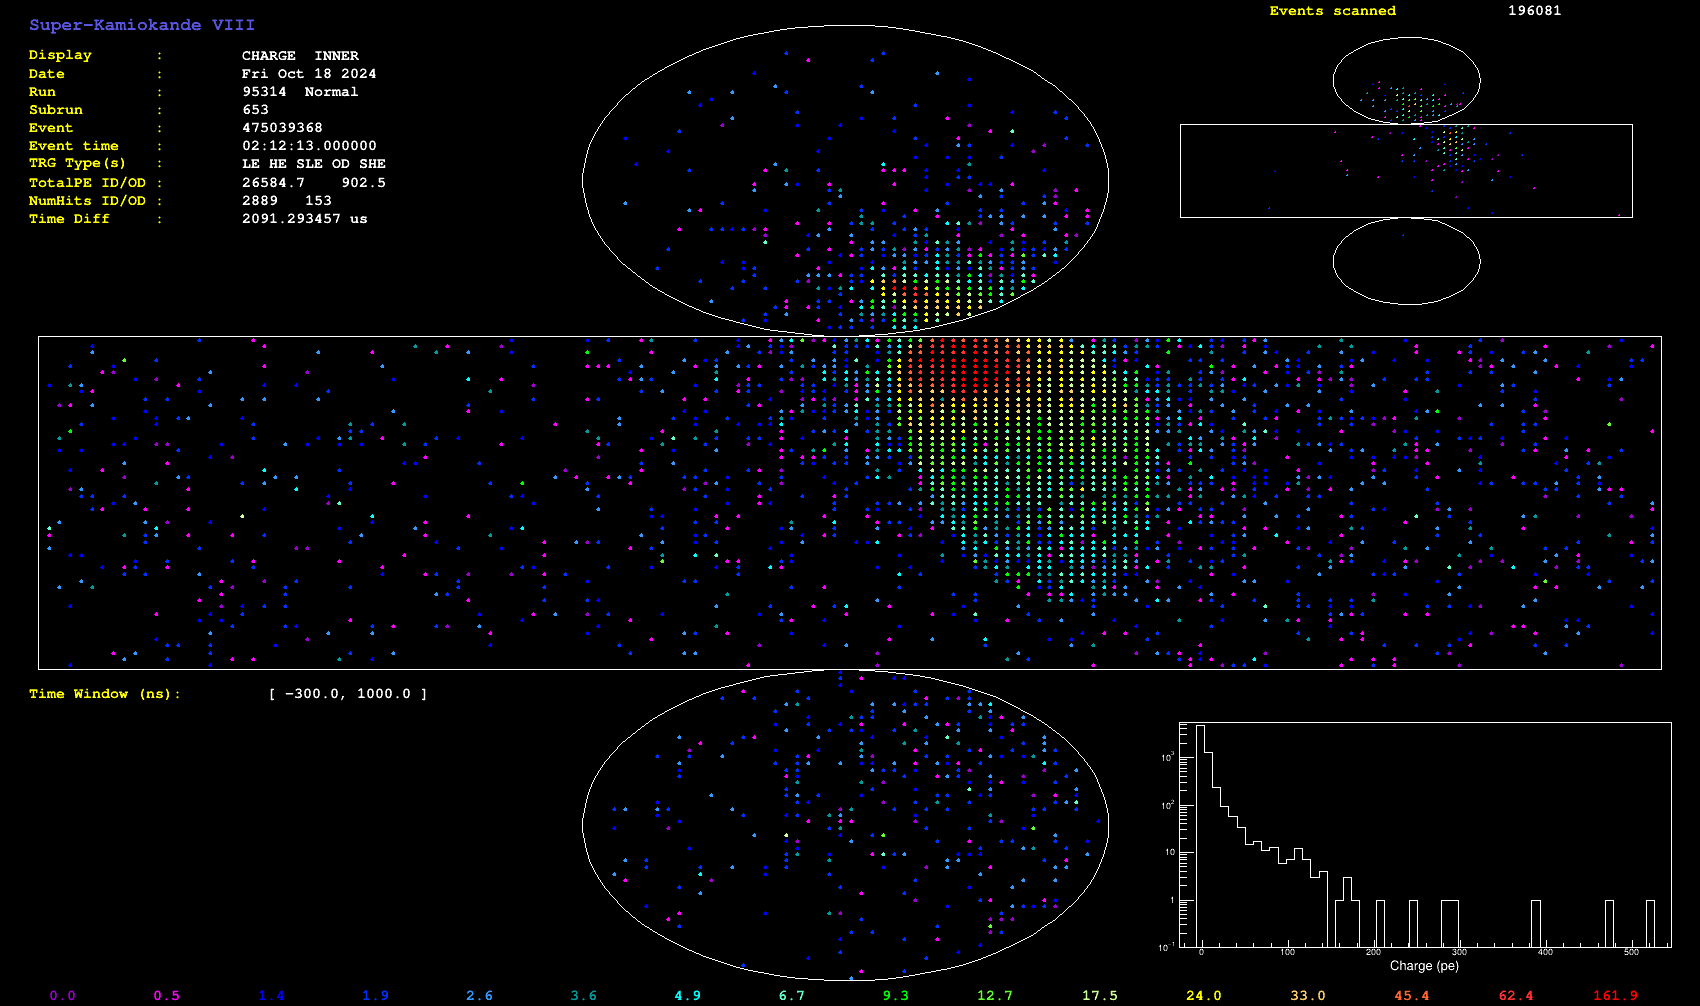 Super-Kamiokande VIII
Events scanned 196081
Display : CHARGE INNER
Date : Fri Oct 18 2024
Run : 95314 Normal
Subrun : 653
Event : 475039368
Event time : 02:12:13.000000
TRG Type(s) : LE HE SLE OD SHE
TotalPE ID/OD : 26584.7 902.5
NumHits ID/OD : 2889 153
Time Diff : 2091.293457 us
Time Window (ns): [ -300.0, 1000.0 ]
10³
10²
10
1
10⁻¹
0 100 200 300 400 500
Charge (pe)
0.0 0.5 1.4 1.9 2.6 3.6 4.9 6.7 9.3 12.7 17.5 24.0 33.0 45.4 62.4 161.9